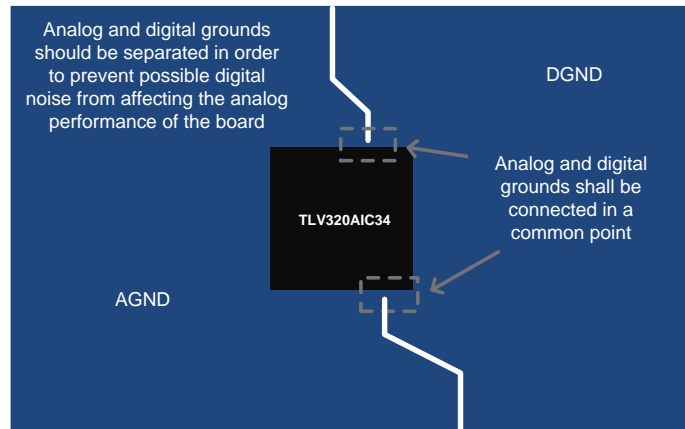 Analog and digital grounds
should be separated in order
to prevent possible digital
noise from affecting the analog
performance of the board
DGND
Analog and digital
grounds shall be
connected in a
common point
TLV320AIC34
AGND